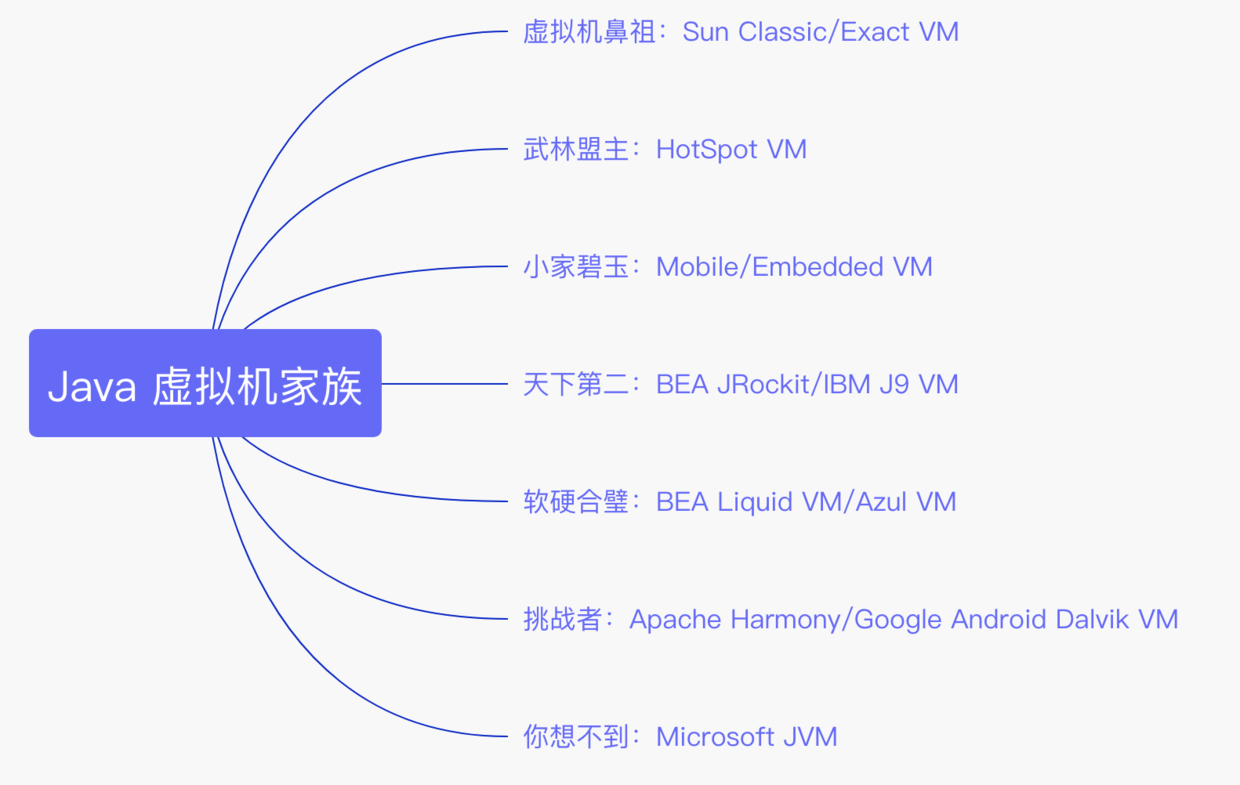 虚拟机鼻祖：Sun Classic/Exact VM
武林盟主：HotSpot VM
小家碧玉：Mobile/Embedded VM
Java 虚拟机家族
天下第二：BEA JRockit/IBM J9 VM
软硬合璧：BEA Liquid VM/Azul VM
挑战者：Apache Harmony/Google Android Dalvik VM
你想不到：Microsoft JVM